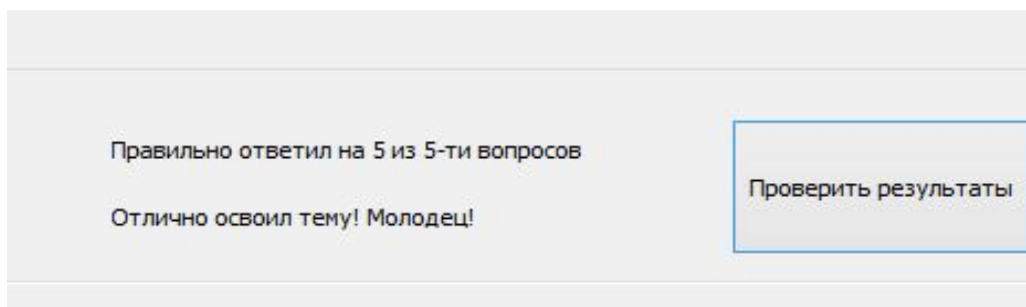 Правильно ответил на 5 из 5-ти вопросов
Отлично освоил тему! Молодец!
Проверить результаты